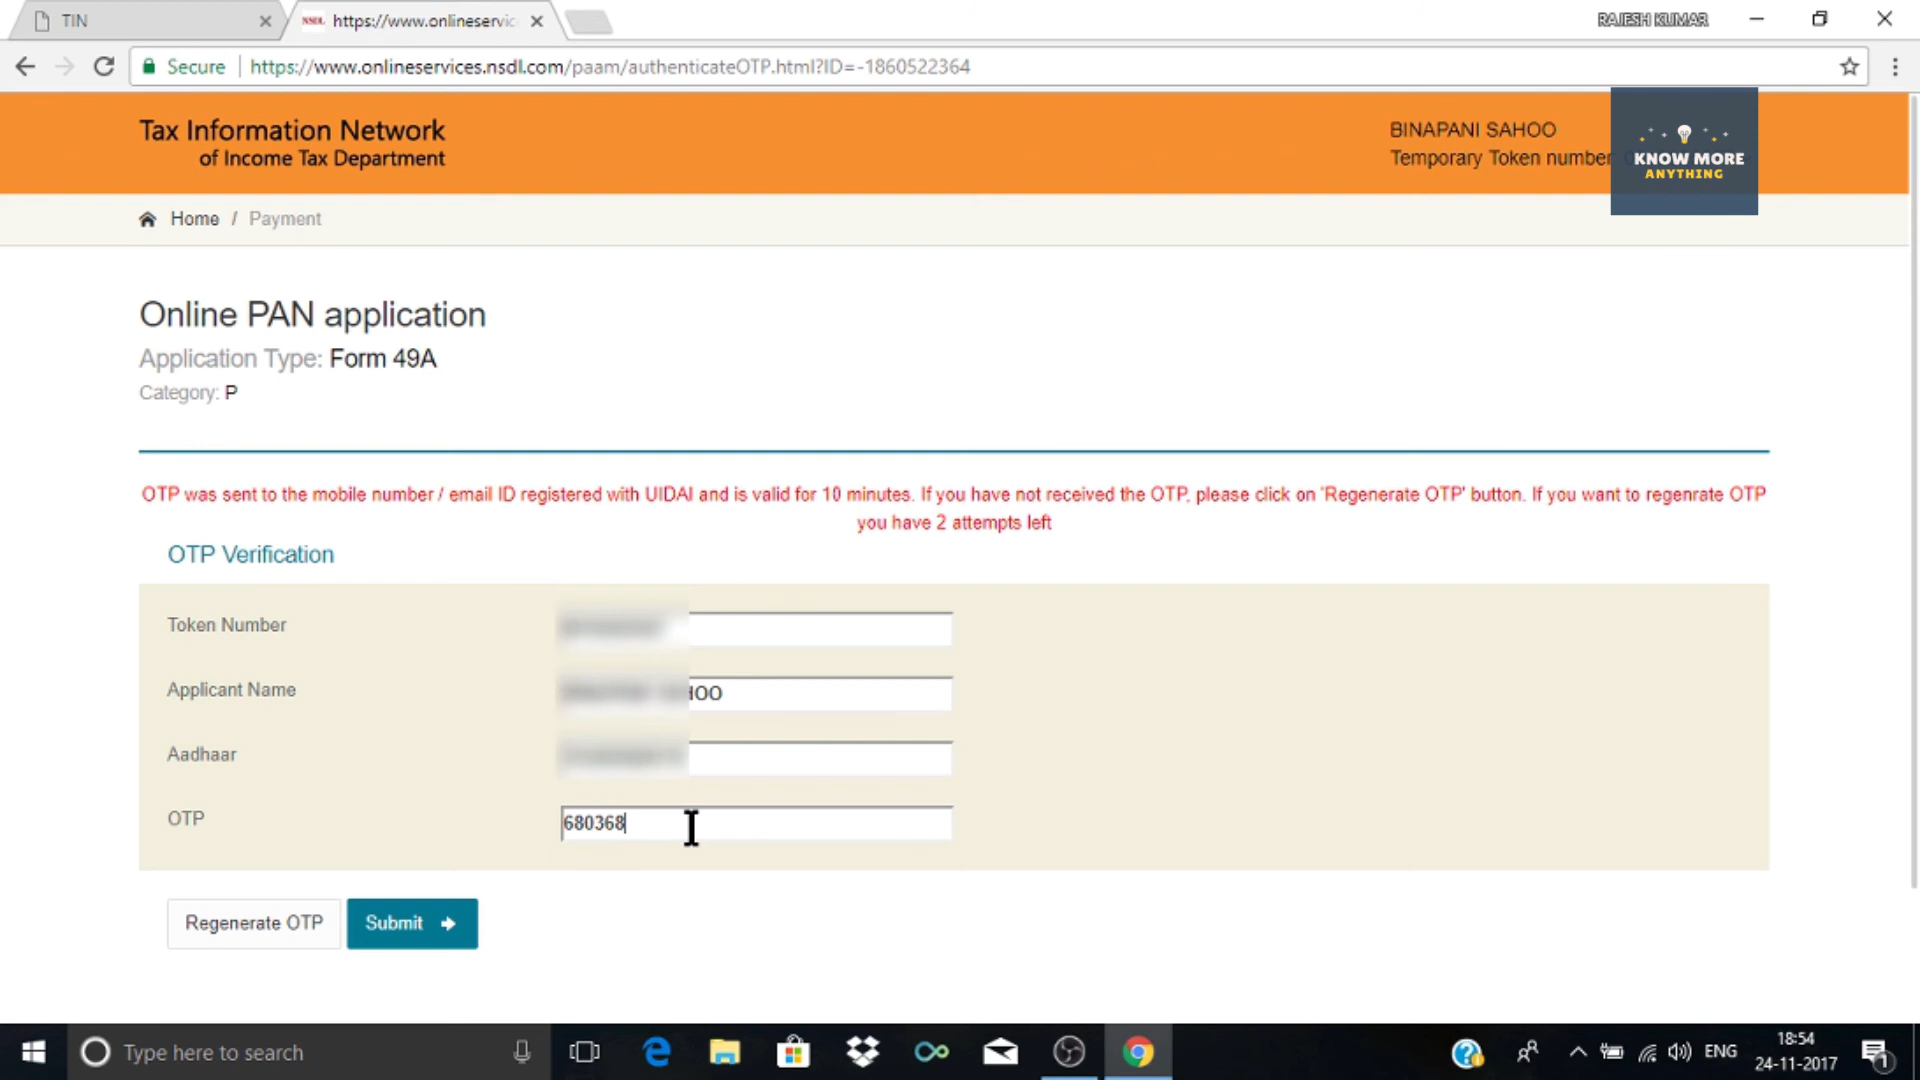 TIN
NSDL https://www.onlineservic
RAJESH KUMAR
Secure https://www.onlineservices.nsdl.com/paam/authenticateOTP.html?ID=-1860522364
Tax Information Network
of Income Tax Department
BINAPANI SAHOO
Temporary Token number
KNOW MORE
ANYTHING
Home / Payment
Online PAN application
Application Type: Form 49A
Category: P
OTP was sent to the mobile number / email ID registered with UIDAI and is valid for 10 minutes. If you have not received the OTP, please click on 'Regenerate OTP' button. If you want to regenrate OTP
you have 2 attempts left
OTP Verification
Token Number
Applicant Name HOO
Aadhaar
OTP 680368
Regenerate OTP Submit
Type here to search
ENG
18:54
24-11-2017
1